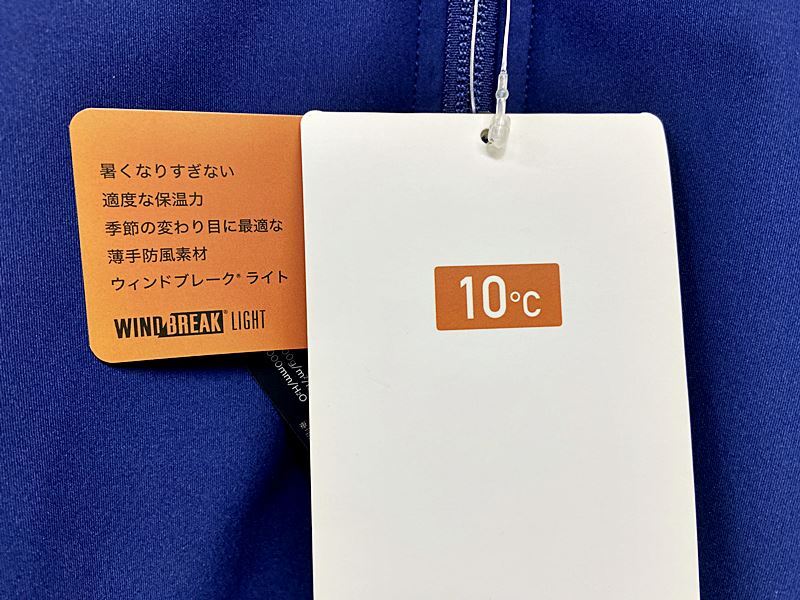 暑くなりすぎない
適度な保温力
季節の変わり目に最適な
薄手防風素材
ウィンドブレーク® ライト
WINDBREAK® LIGHT
10℃
000mm/H₂O